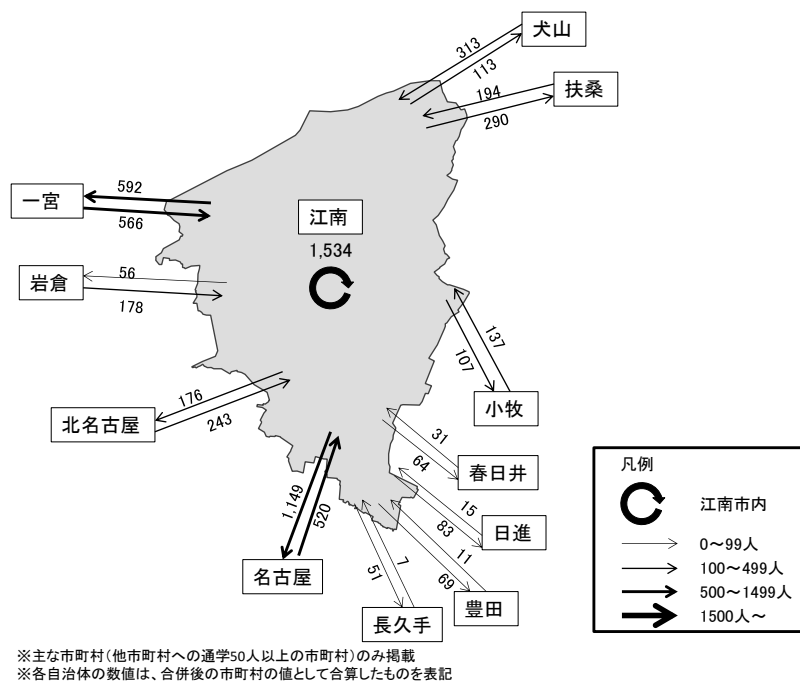 犬山
313
113
扶桑
194
290
一宮
592
566
江南
1,534
岩倉
56
178
137
107
小牧
北名古屋
176
243
31
64
春日井
凡例
江南市内
0～99人
100～499人
500～1499人
1500人～
1,149
520
名古屋
15
83
日進
11
69
豊田
7
51
長久手
※主な市町村（他市町村への通学50人以上の市町村）のみ掲載
※各自治体の数値は、合併後の市町村の値として合算したものを表記